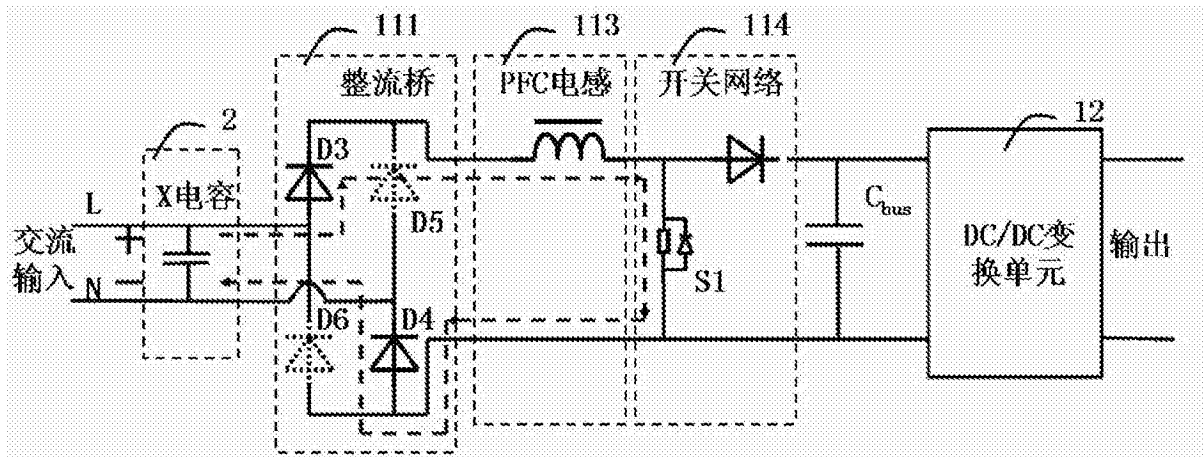 111
113
114
整流桥
PFC电感
开关网络
12
2
D3
X电容
L
D5
Cbus
交流
输入
+
DC/DC变
换单元
输出
S1
—
N
D6
D4